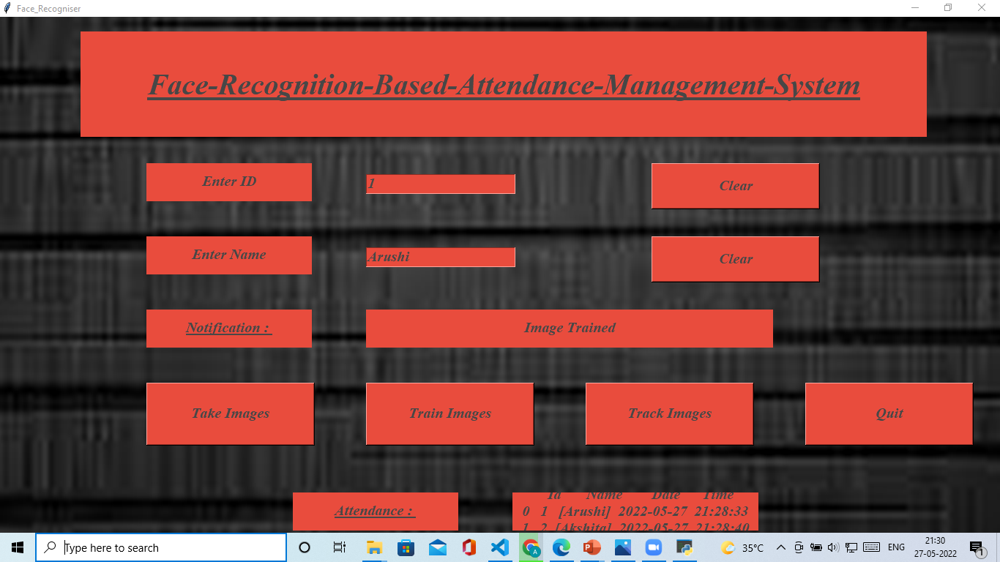 Face_Recogniser
Face-Recognition-Based-Attendance-Management-System
Enter ID
1
Clear
Enter Name
Arushi
Clear
Notification :
Image Trained
Take Images
Train Images
Track Images
Quit
Attendance :
Id Name Date Time
0 1 [Arushi] 2022-05-27 21:28:33
1 2 [Akshita] 2022-05-27 21:28:40
Type here to search
35°C
ENG
21:30
27-05-2022
1